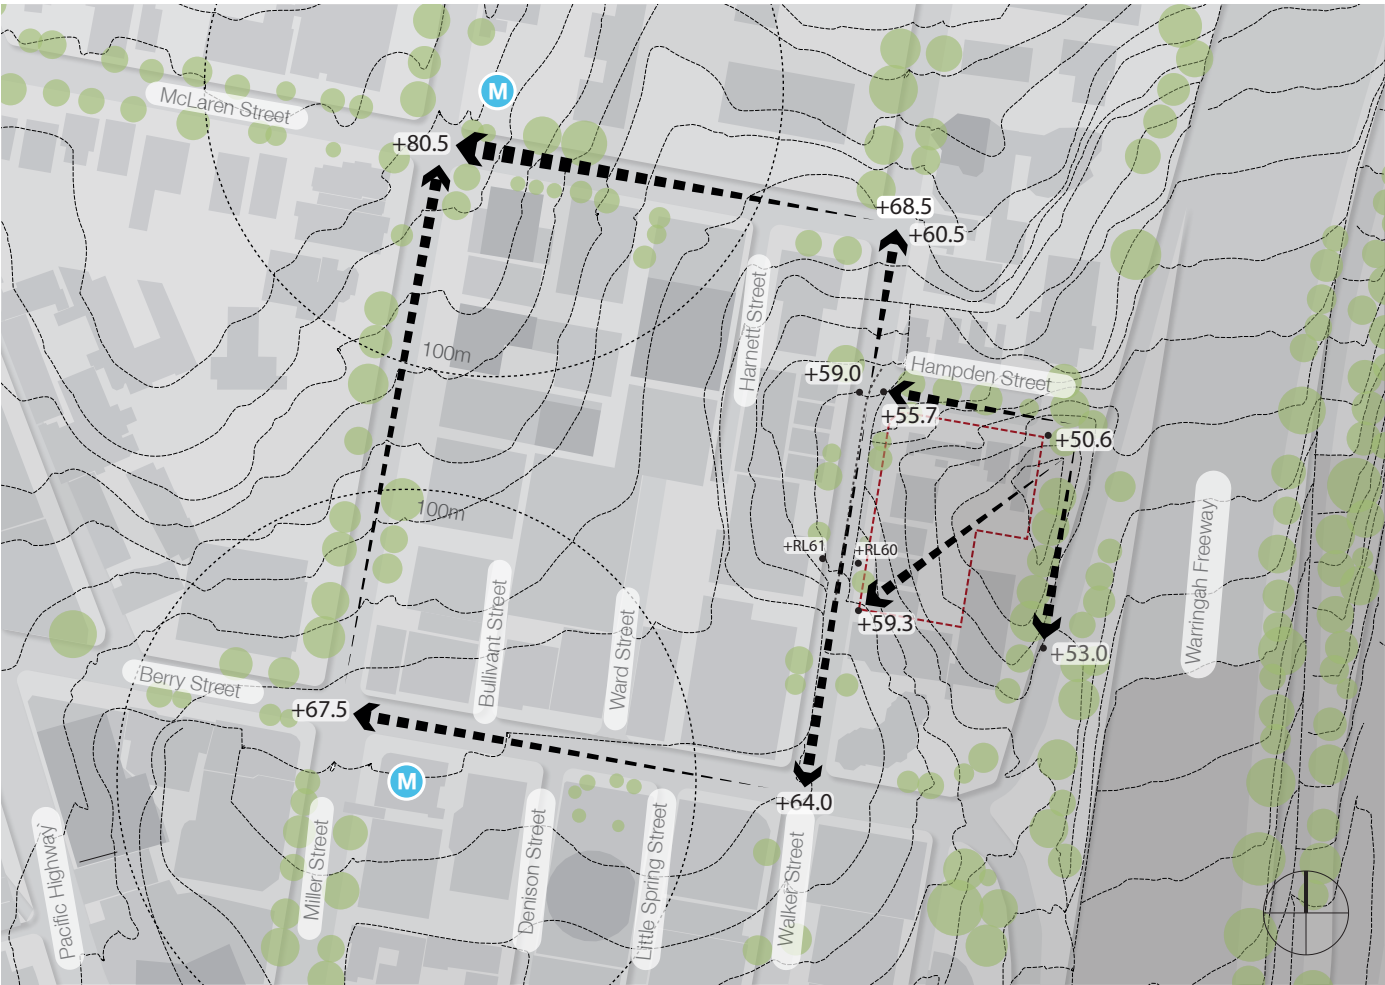 McLaren Street
M
+80.5
+68.5
+60.5
Harnett Street
100m
+59.0
Hampden Street
+55.7
+50.6
100m
+RL61
+RL60
Warringah Freeway
+59.3
Bullivant Street
Ward Street
+53.0
Berry Street
+67.5
M
+64.0
Pacific Highway
Miller Street
Denison Street
Little Spring Street
Walker Street